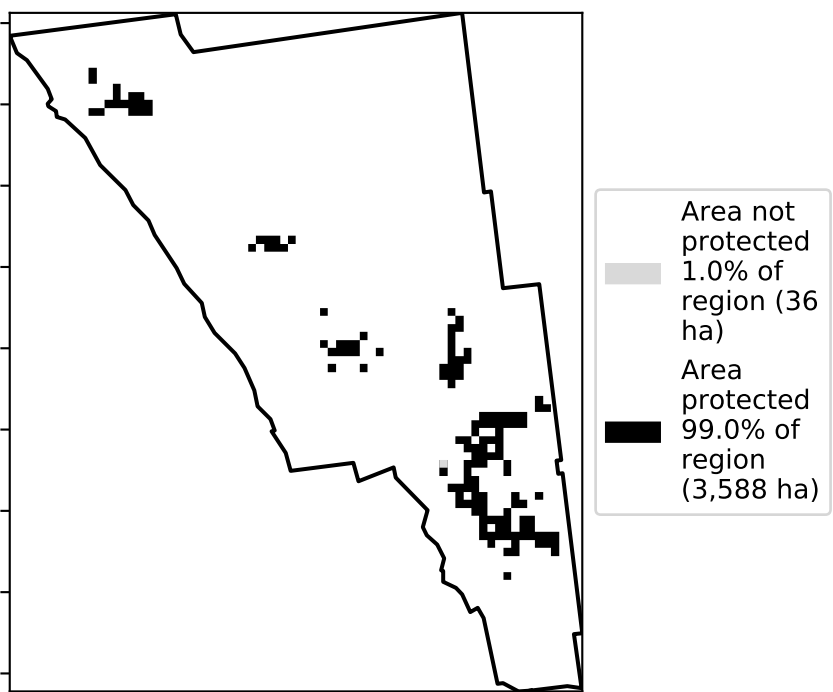 Area not
protected
1.0% of
region (36
ha)
Area
protected
99.0% of
region
(3,588 ha)